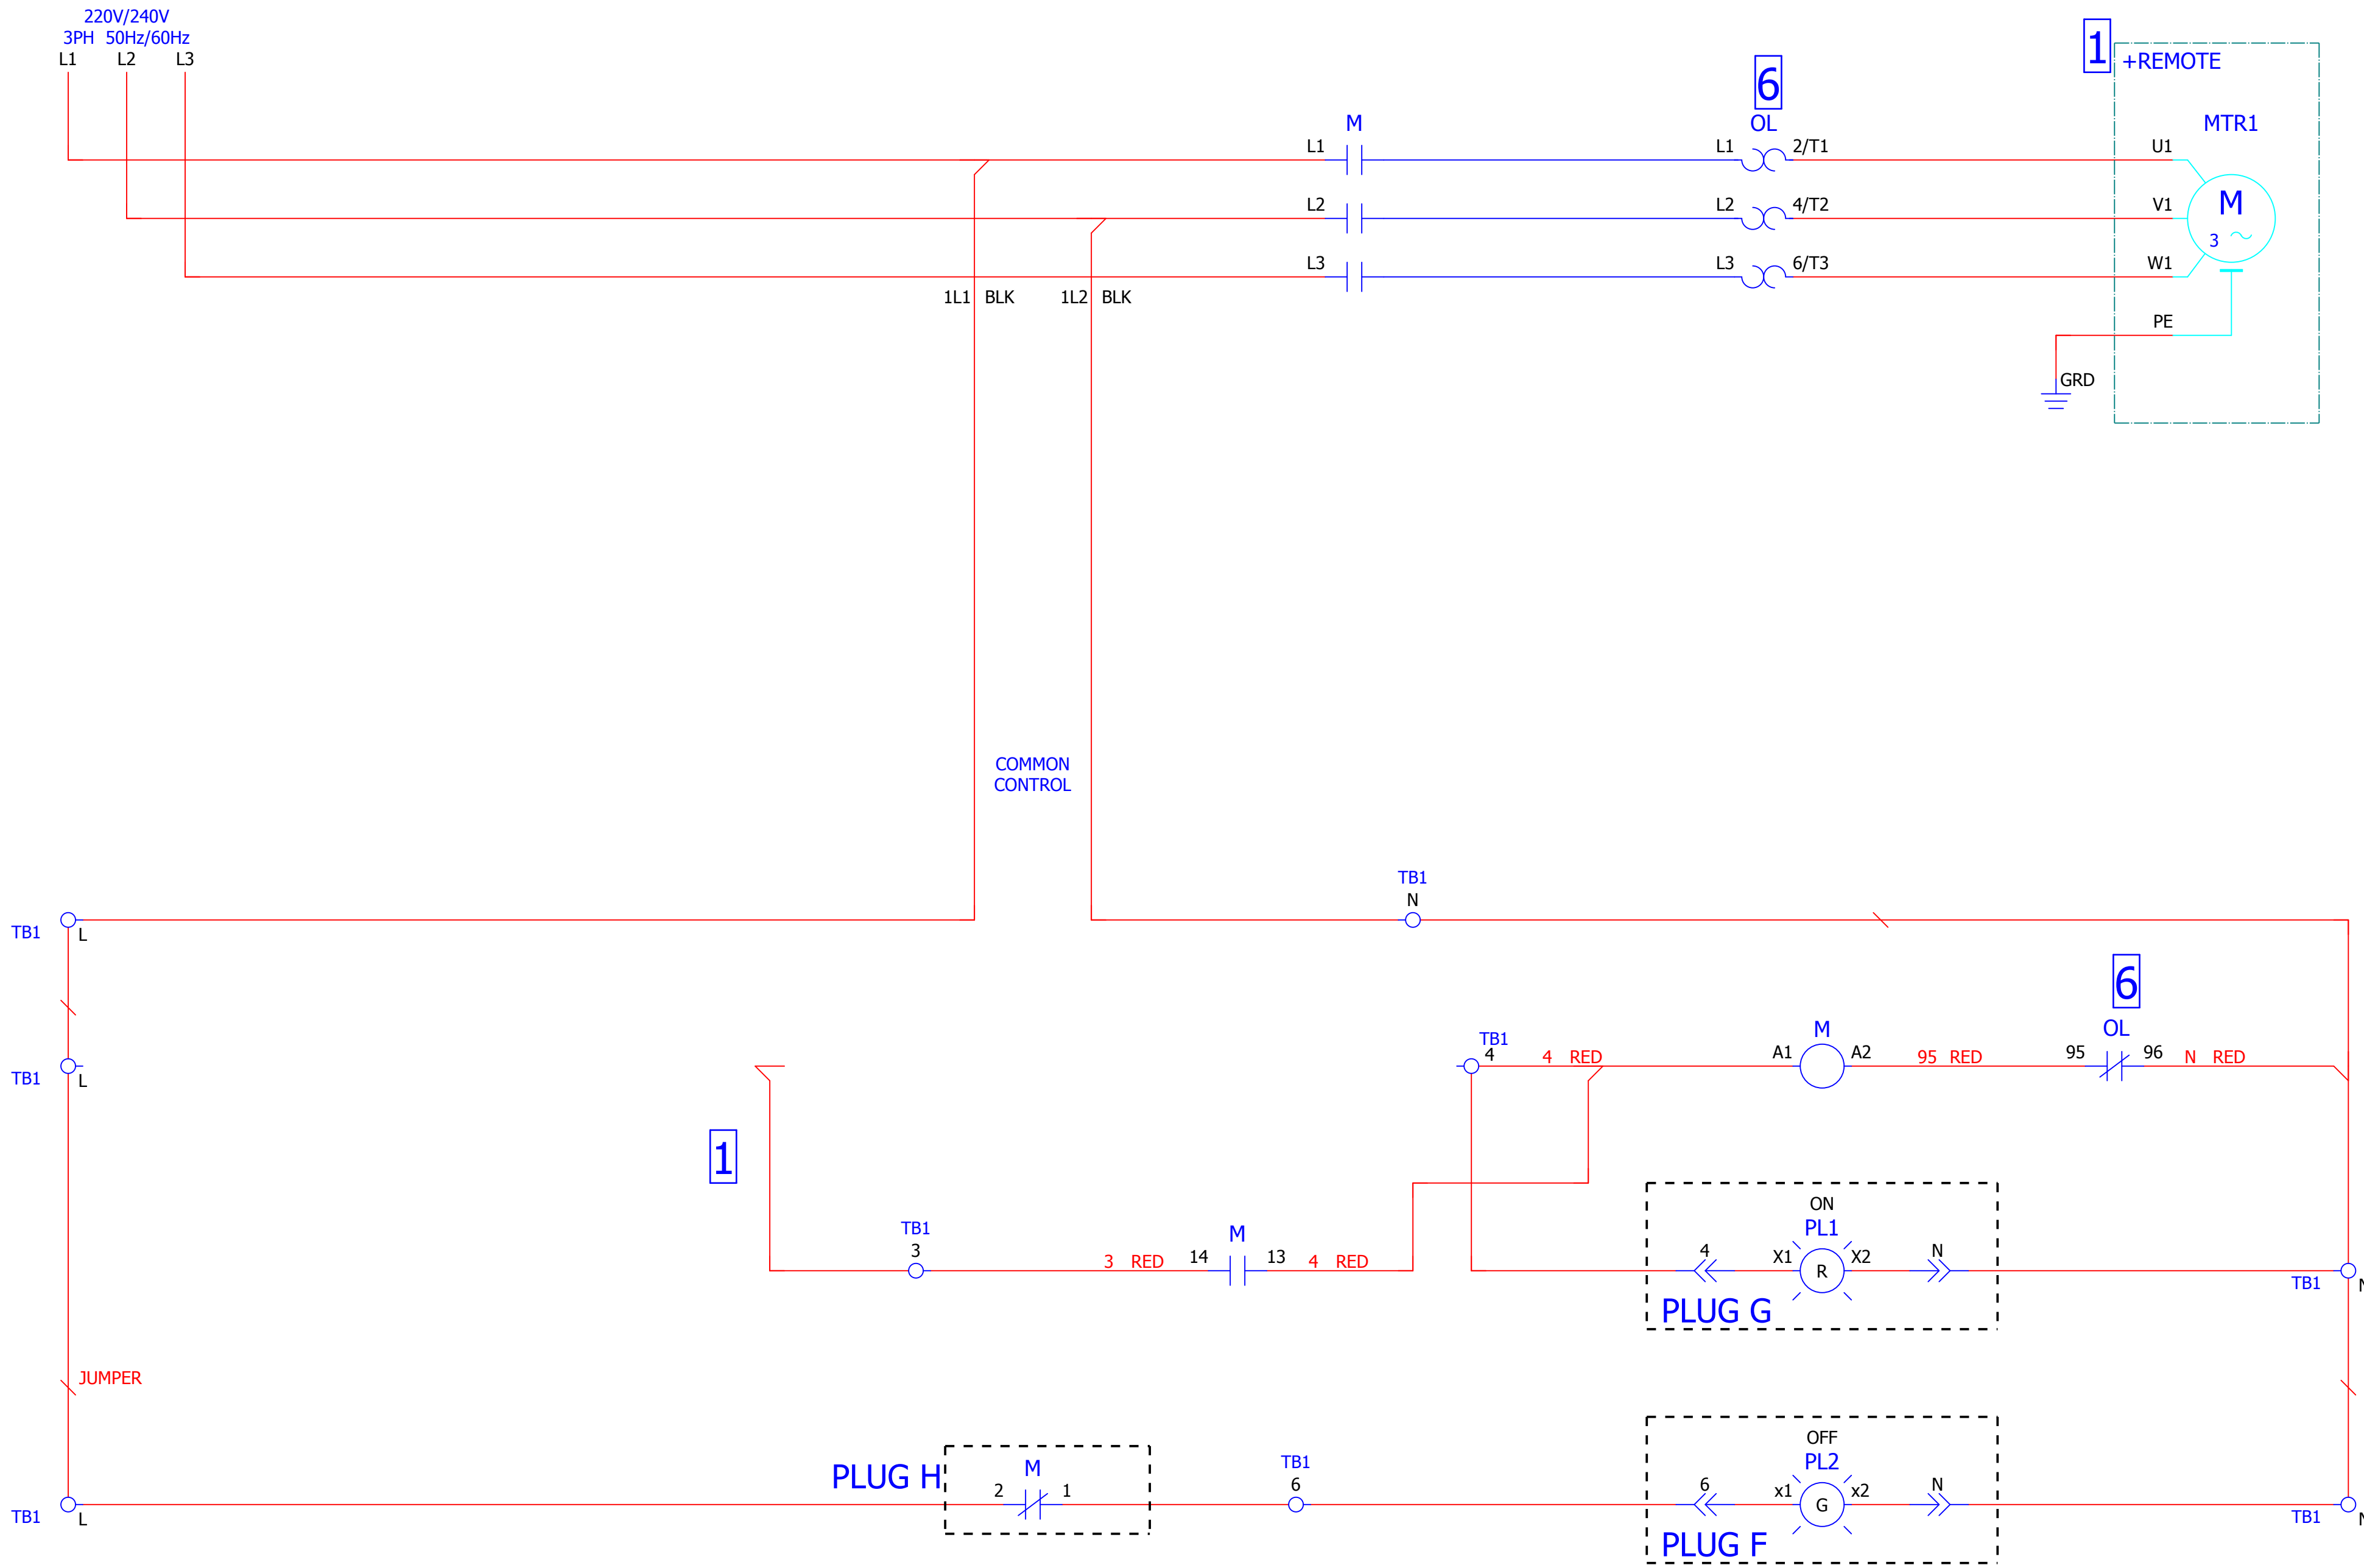 220V/240V
3PH 50Hz/60Hz
L1 L2 L3
1
+REMOTE
6
M OL MTR1
L1 L1 2/T1 U1
L2 L2 4/T2 V1
M
3
L3 L3 6/T3 W1
1L1 BLK 1L2 BLK
PE
GRD
COMMON
CONTROL
TB1
N
TB1 L
6
OL
M
TB1
4
4 RED A1 A2 95 RED 95 96 N RED
TB1 L
1
ON
PL1
TB1
3
M
3 RED 14 13 4 RED
4 X1 R X2 N
TB1
PLUG G
JUMPER
OFF
PL2
PLUG H
M
2 1
TB1
6
6 x1 G x2 N
TB1 L
TB1
PLUG F